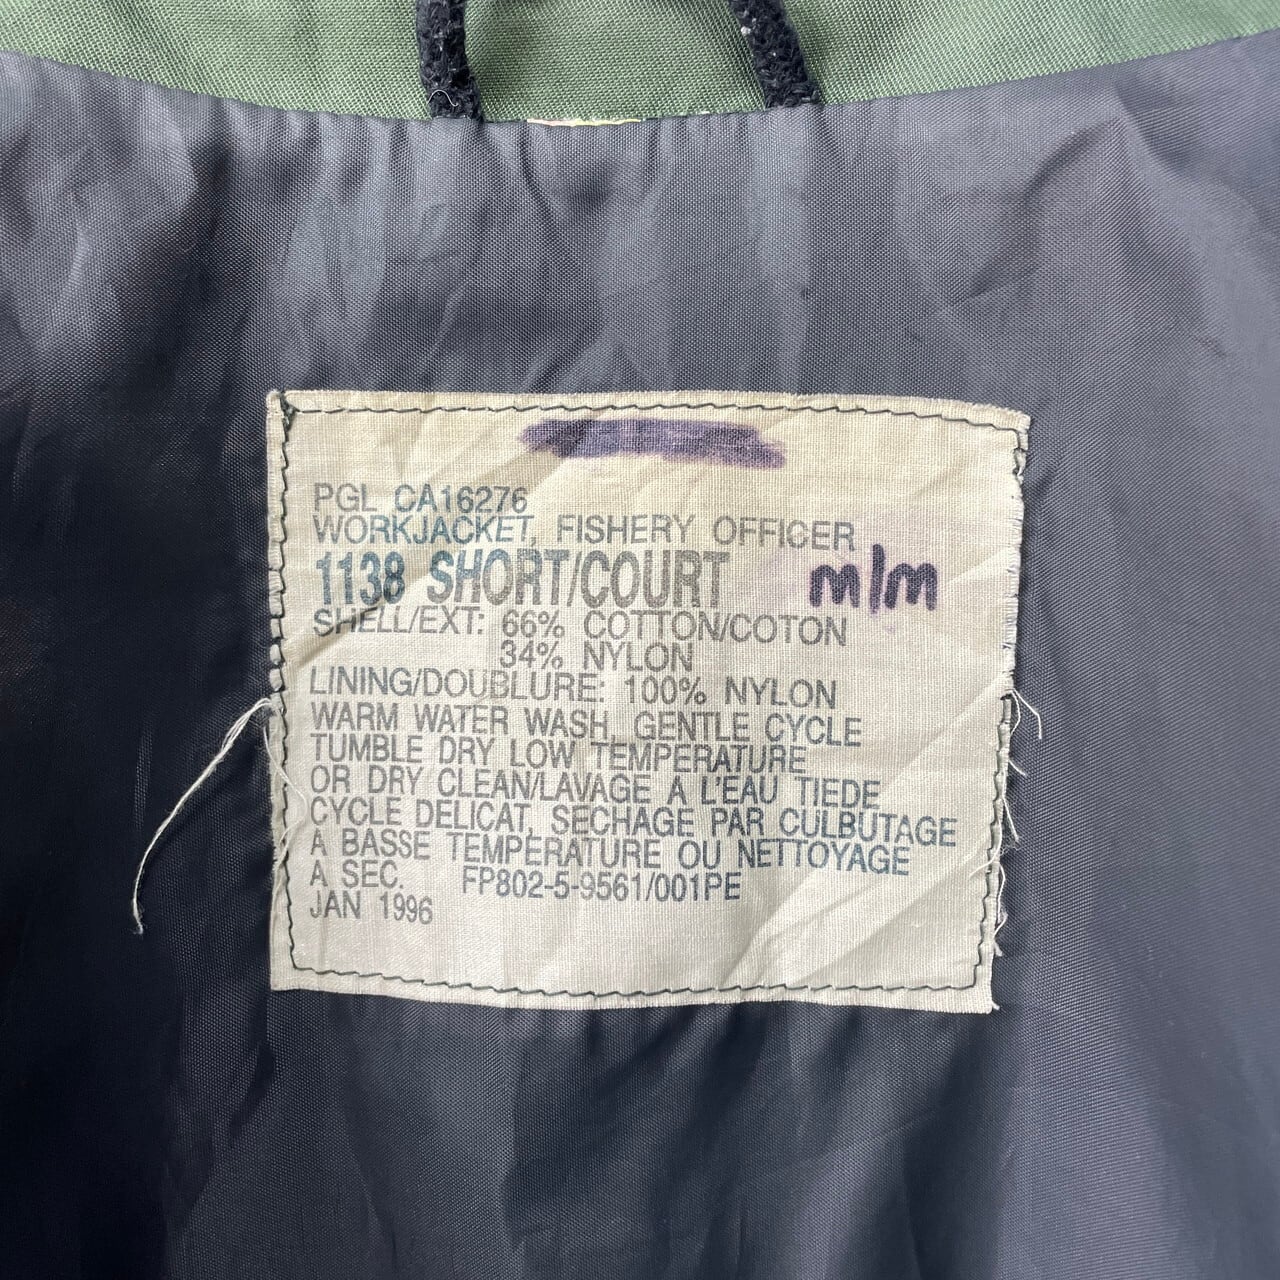 PGL CA16276
WORKJACKET, FISHERY OFFICER
1138 SHORT/COURT m/m
SHELL/EXT: 66% COTTON/COTON
34% NYLON
LINING/DOUBLURE: 100% NYLON
WARM WATER WASH, GENTLE CYCLE
TUMBLE DRY LOW TEMPERATURE
OR DRY CLEAN/LAVAGE A L'EAU TIEDE
CYCLE DELICAT, SECHAGE PAR CULBUTAGE
A BASSE TEMPERATURE OU NETTOYAGE
A SEC. FP802-5-9561/001PE
JAN 1996